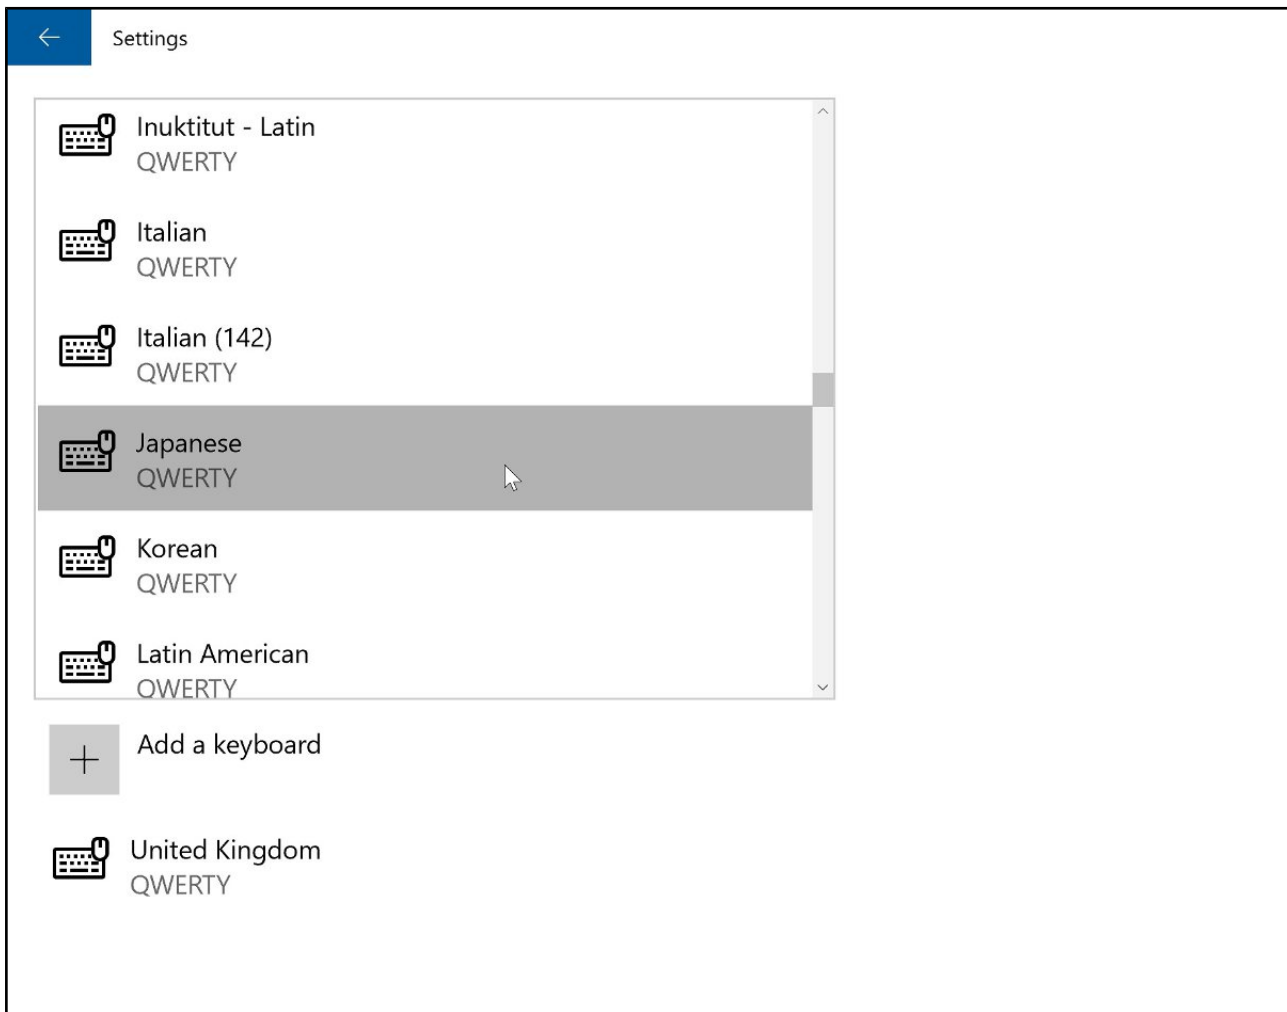 Settings
Inuktitut - Latin
QWERTY
Italian
QWERTY
Italian (142)
QWERTY
Japanese
QWERTY
Korean
QWERTY
Latin American
QWERTY
Add a keyboard
United Kingdom
QWERTY